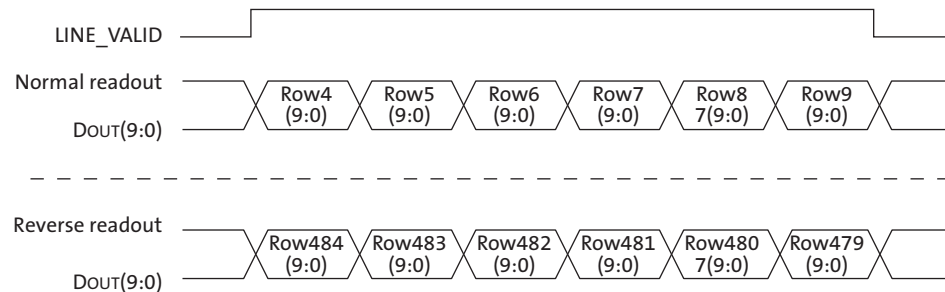 LINE_VALID
Normal readout
Row4 Row5 Row6 Row7 Row8 Row9
(9:0) (9:0) (9:0) (9:0) 7(9:0) (9:0)
DOUT(9:0)
Reverse readout
Row484 Row483 Row482 Row481 Row480 Row479
(9:0) (9:0) (9:0) (9:0) 7(9:0) (9:0)
DOUT(9:0)